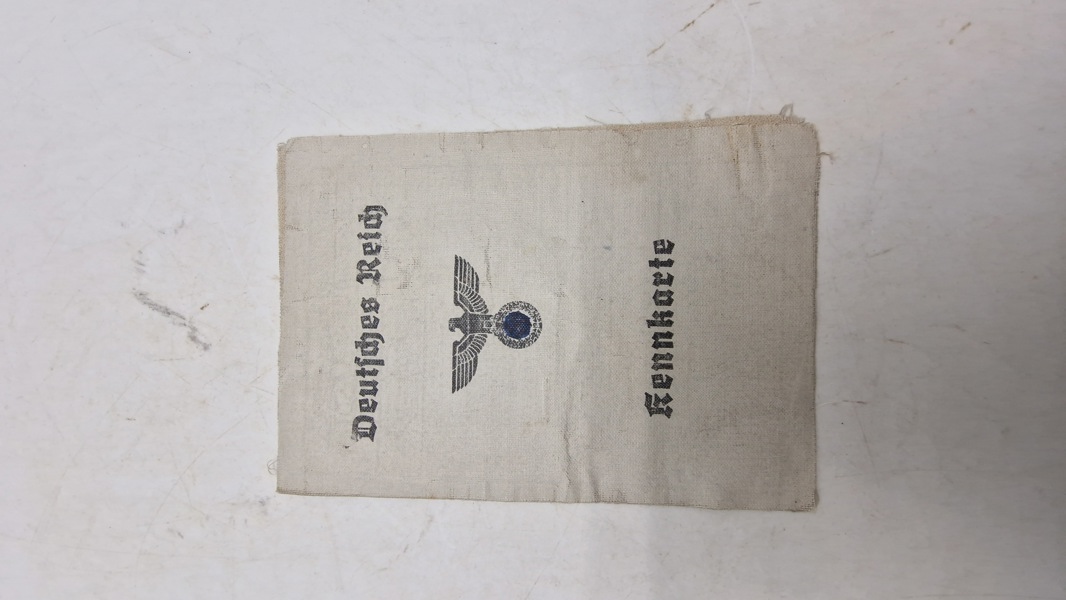 Deutsches Reich
Kennkarte